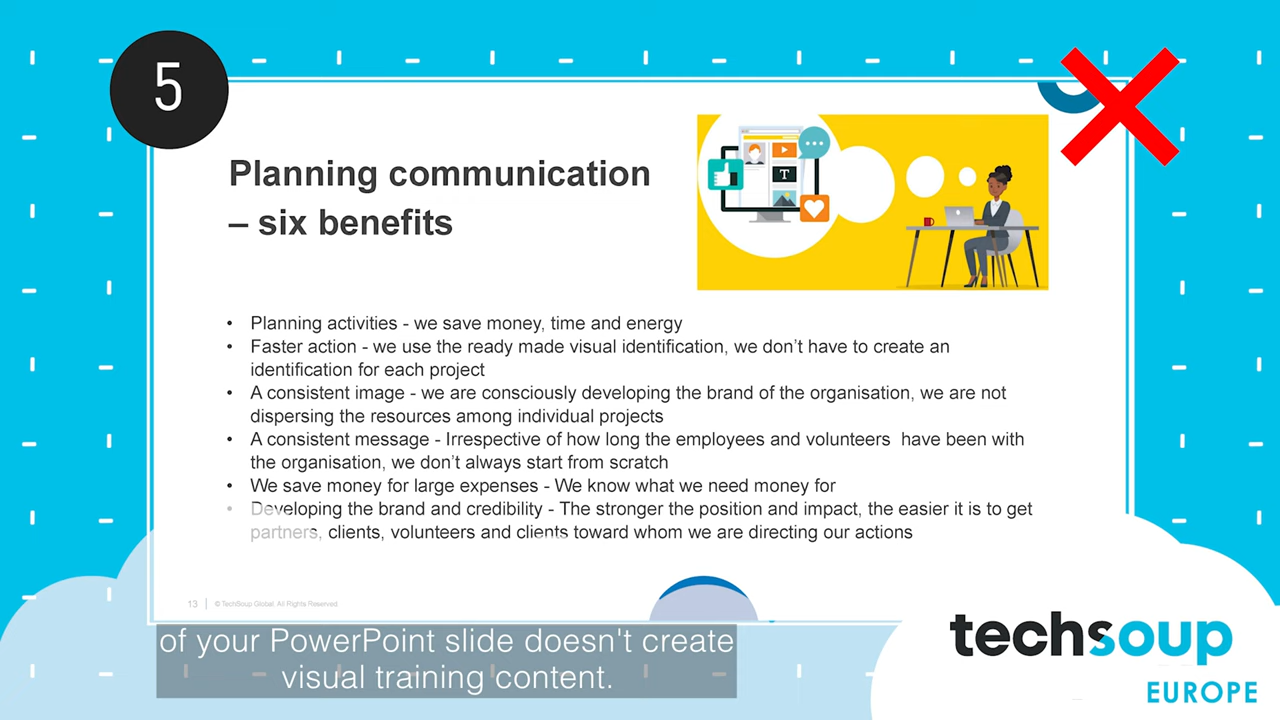 5
Planning communication
– six benefits
T
• Planning activities - we save money, time and energy
• Faster action - we use the ready made visual identification, we don’t have to create an
identification for each project
• A consistent image - we are consciously developing the brand of the organisation, we are not
dispersing the resources among individual projects
• A consistent message - Irrespective of how long the employees and volunteers  have been with
the organisation, we don’t always start from scratch
• We save money for large expenses - We know what we need money for
• Developing the brand and credibility - The stronger the position and impact, the easier it is to get
partners, clients, volunteers and clients toward whom we are directing our actions
13 | © TechSoup Global. All Rights Reserved
of your PowerPoint slide doesn't create
visual training content.
techsoup
EUROPE